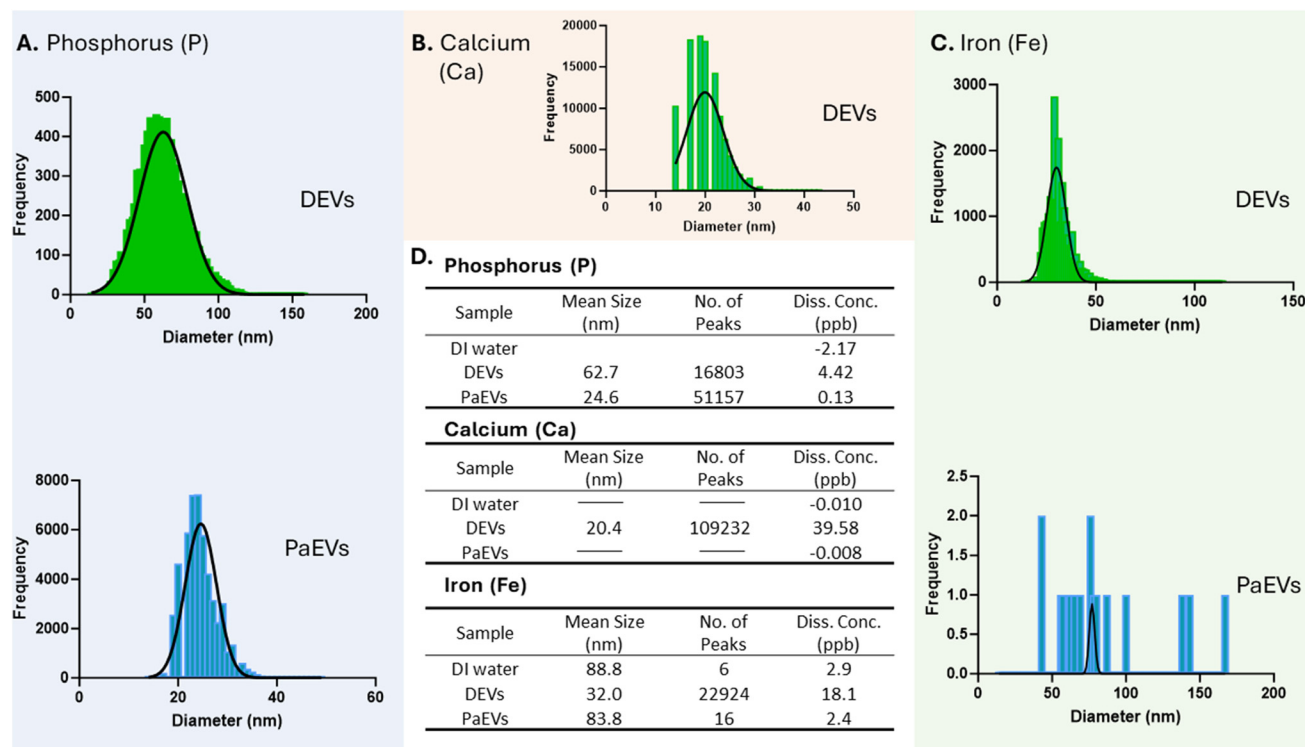 A. Phosphorus (P)
500
400
300
200
100
0
Frequency
0 50 100 150 200
Diameter (nm)
DEVs
8000
6000
4000
2000
0
Frequency
0 20 40 60
Diameter (nm)
PaEVs
B. Calcium
(Ca)
20000
15000
10000
5000
0
Frequency
0 10 20 30 40 50
Diameter (nm)
DEVs
C. Iron (Fe)
3000
2000
1000
0
Frequency
0 50 100 150
Diameter (nm)
DEVs
2.5
2.0
1.5
1.0
0.5
0.0
Frequency
0 50 100 150 200
Diameter (nm)
PaEVs
D.
Phosphorus (P)
Sample Mean Size (nm) No. of Peaks Diss. Conc. (ppb)
DI water -2.17
DEVs 62.7 16803 4.42
PaEVs 24.6 51157 0.13
Calcium (Ca)
Sample Mean Size (nm) No. of Peaks Diss. Conc. (ppb)
DI water —— —— -0.010
DEVs 20.4 109232 39.58
PaEVs —— —— -0.008
Iron (Fe)
Sample Mean Size (nm) No. of Peaks Diss. Conc. (ppb)
DI water 88.8 6 2.9
DEVs 32.0 22924 18.1
PaEVs 83.8 16 2.4